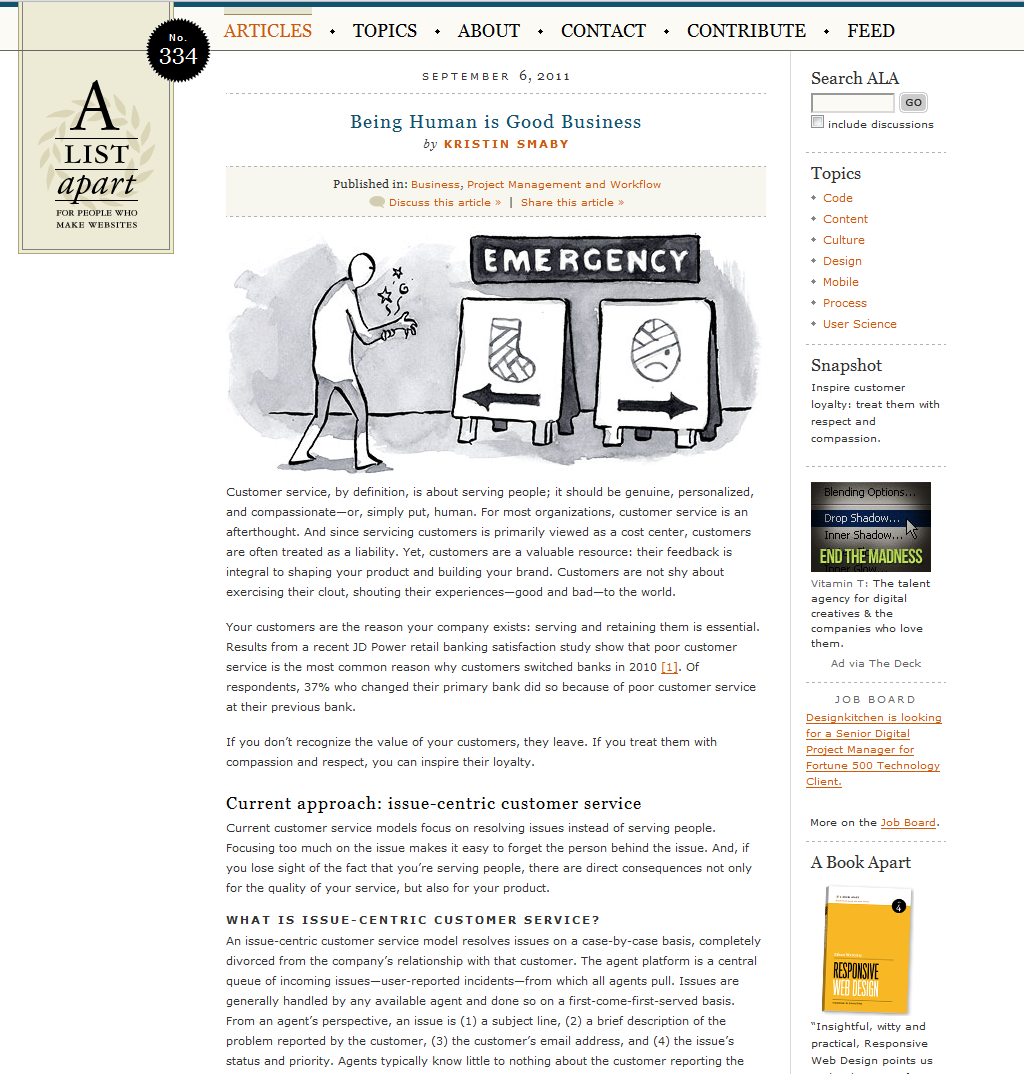 ARTICLES • TOPICS • ABOUT • CONTACT • CONTRIBUTE • FEED
No.
334
A
LIST
apart
FOR PEOPLE WHO
MAKE WEBSITES
SEPTEMBER 6, 2011
Being Human is Good Business
by KRISTIN SMABY
Published in: Business, Project Management and Workflow
Discuss this article » | Share this article »
EMERGENCY
Customer service, by definition, is about serving people; it should be genuine, personalized,
and compassionate—or, simply put, human. For most organizations, customer service is an
afterthought. And since servicing customers is primarily viewed as a cost center, customers
are often treated as a liability. Yet, customers are a valuable resource: their feedback is
integral to shaping your product and building your brand. Customers are not shy about
exercising their clout, shouting their experiences—good and bad—to the world.
Your customers are the reason your company exists: serving and retaining them is essential.
Results from a recent JD Power retail banking satisfaction study show that poor customer
service is the most common reason why customers switched banks in 2010 [1]. Of
respondents, 37% who changed their primary bank did so because of poor customer service
at their previous bank.
If you don’t recognize the value of your customers, they leave. If you treat them with
compassion and respect, you can inspire their loyalty.
Current approach: issue-centric customer service
Current customer service models focus on resolving issues instead of serving people.
Focusing too much on the issue makes it easy to forget the person behind the issue. And, if
you lose sight of the fact that you’re serving people, there are direct consequences not only
for the quality of your service, but also for your product.
WHAT IS ISSUE-CENTRIC CUSTOMER SERVICE?
An issue-centric customer service model resolves issues on a case-by-case basis, completely
divorced from the company’s relationship with that customer. The agent platform is a central
queue of incoming issues—user-reported incidents—from which all agents pull. Issues are
generally handled by any available agent and done so on a first-come-first-served basis.
From an agent’s perspective, an issue is (1) a subject line, (2) a brief description of the
problem reported by the customer, (3) the customer’s email address, and (4) the issue’s
status and priority. Agents typically know little to nothing about the customer reporting the
Search ALA
GO
include discussions
Topics
Code
Content
Culture
Design
Mobile
Process
User Science
Snapshot
Inspire customer
loyalty: treat them with
respect and
compassion.
Blending Options...
Drop Shadow...
Inner Shadow...
END THE MADNESS
Inner Glow...
Vitamin T: The talent
agency for digital
creatives & the
companies who love
them.
Ad via The Deck
JOB BOARD
Designkitchen is looking
for a Senior Digital
Project Manager for
Fortune 500 Technology
Client.
More on the Job Board.
A Book Apart
4
RESPONSIVE
WEB DESIGN
“Insightful, witty and
practical, Responsive
Web Design points us